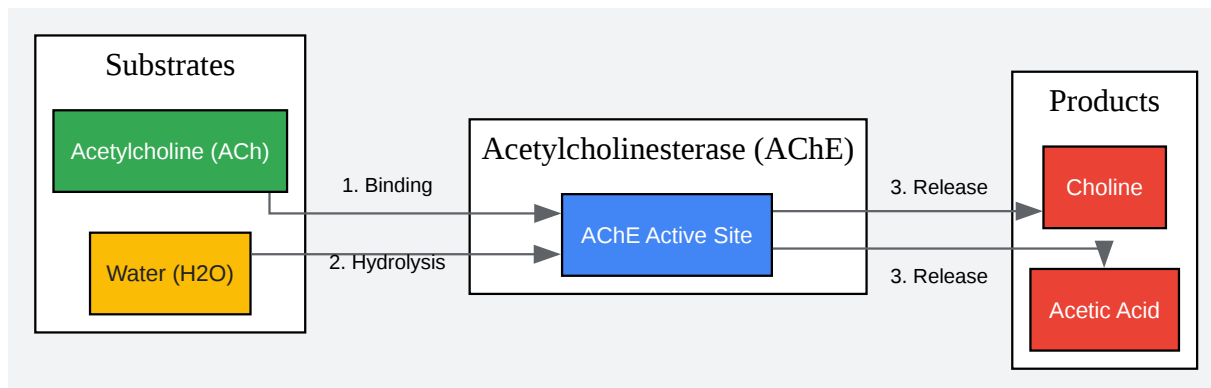 Substrates
Acetylcholine (ACh)
Water (H2O)
1. Binding
2. Hydrolysis
Acetylcholinesterase (AChE)
AChE Active Site
3. Release
3. Release
Products
Choline
Acetic Acid